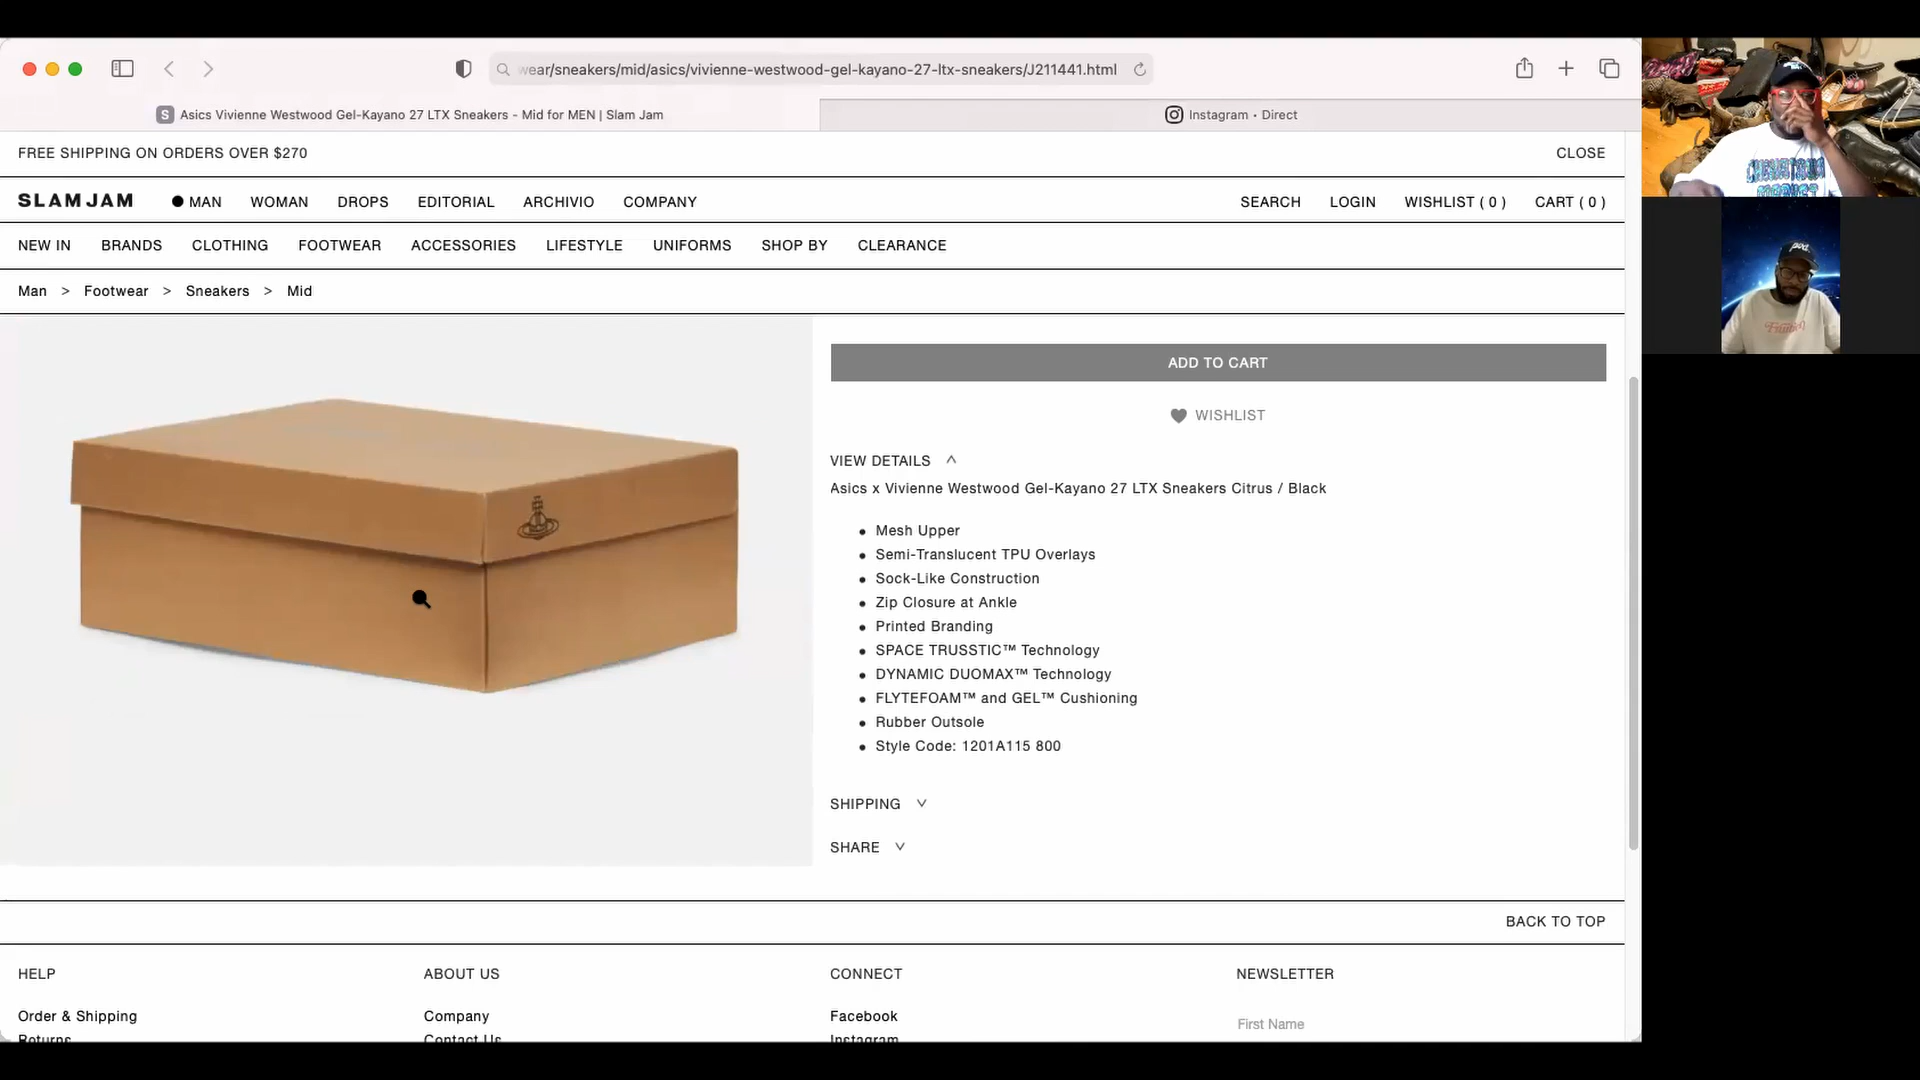 wear/sneakers/mid/asics/vivienne-westwood-gel-kayano-27-ltx-sneakers/J211441.html
S Asics Vivienne Westwood Gel-Kayano 27 LTX Sneakers - Mid for MEN | Slam Jam
Instagram • Direct
FREE SHIPPING ON ORDERS OVER $270
CLOSE
SLAM JAM
MAN WOMAN DROPS EDITORIAL ARCHIVIO COMPANY
SEARCH LOGIN WISHLIST ( 0 ) CART ( 0 )
NEW IN BRANDS CLOTHING FOOTWEAR ACCESSORIES LIFESTYLE UNIFORMS SHOP BY CLEARANCE
Man > Footwear > Sneakers > Mid
ADD TO CART
WISHLIST
VIEW DETAILS
Asics x Vivienne Westwood Gel-Kayano 27 LTX Sneakers Citrus / Black
• Mesh Upper
• Semi-Translucent TPU Overlays
• Sock-Like Construction
• Zip Closure at Ankle
• Printed Branding
• SPACE TRUSSTIC™ Technology
• DYNAMIC DUOMAX™ Technology
• FLYTEFOAM™ and GEL™ Cushioning
• Rubber Outsole
• Style Code: 1201A115 800
SHIPPING
SHARE
BACK TO TOP
HELP
Order & Shipping
Returns
ABOUT US
Company
Contact Us
CONNECT
Facebook
Instagram
NEWSLETTER
First Name